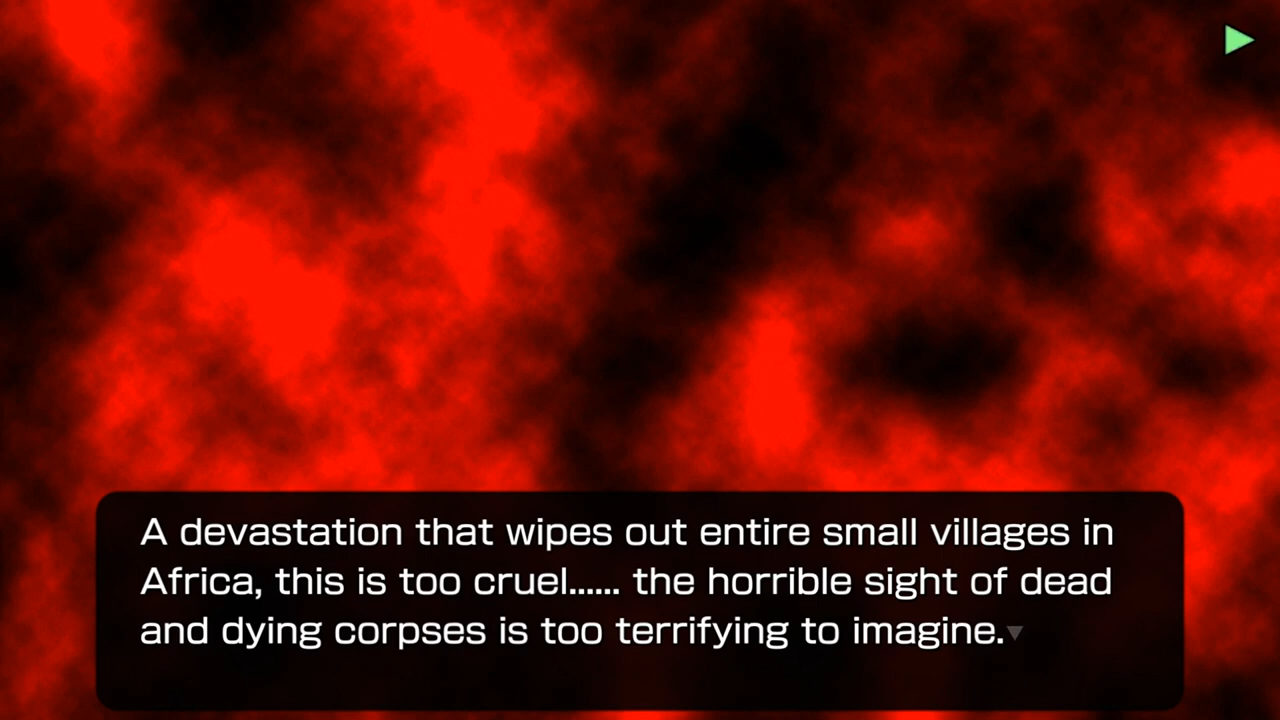 A devastation that wipes out entire small villages in
Africa, this is too cruel...... the horrible sight of dead
and dying corpses is too terrifying to imagine.